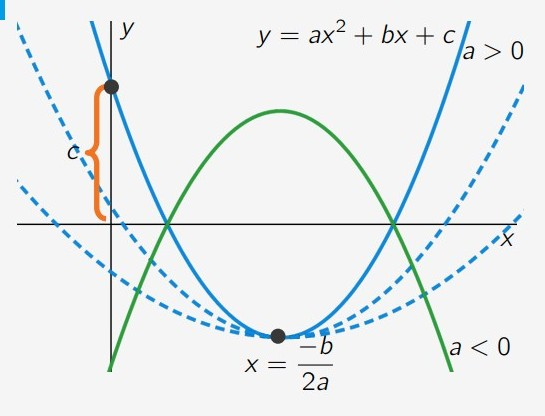 y
y = ax² + bx + c
a > 0
c
x
x = −b / 2a
a < 0